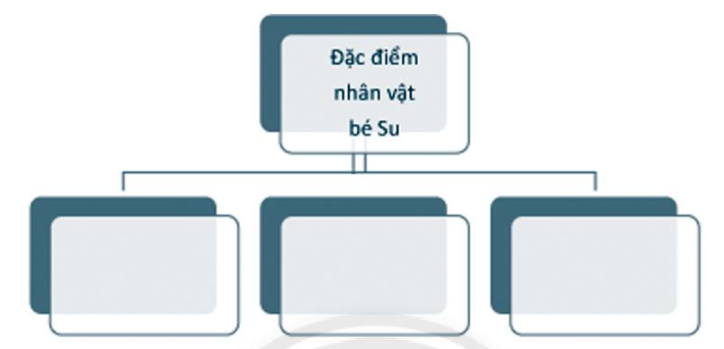 Đặc điểm
nhân vật
bé Su